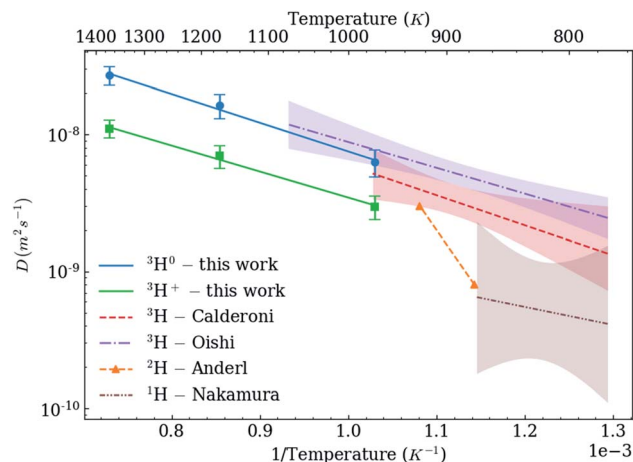 Temperature (K)
1400 1300 1200 1100 1000 900 800
10⁻⁸
10⁻⁹
10⁻¹⁰
D (m² s⁻¹)
³H⁰ – this work
³H⁺ – this work
³H – Calderoni
³H – Oishi
²H – Anderl
¹H – Nakamura
0.8 0.9 1.0 1.1 1.2 1.3
1/Temperature (K⁻¹)
1e−3